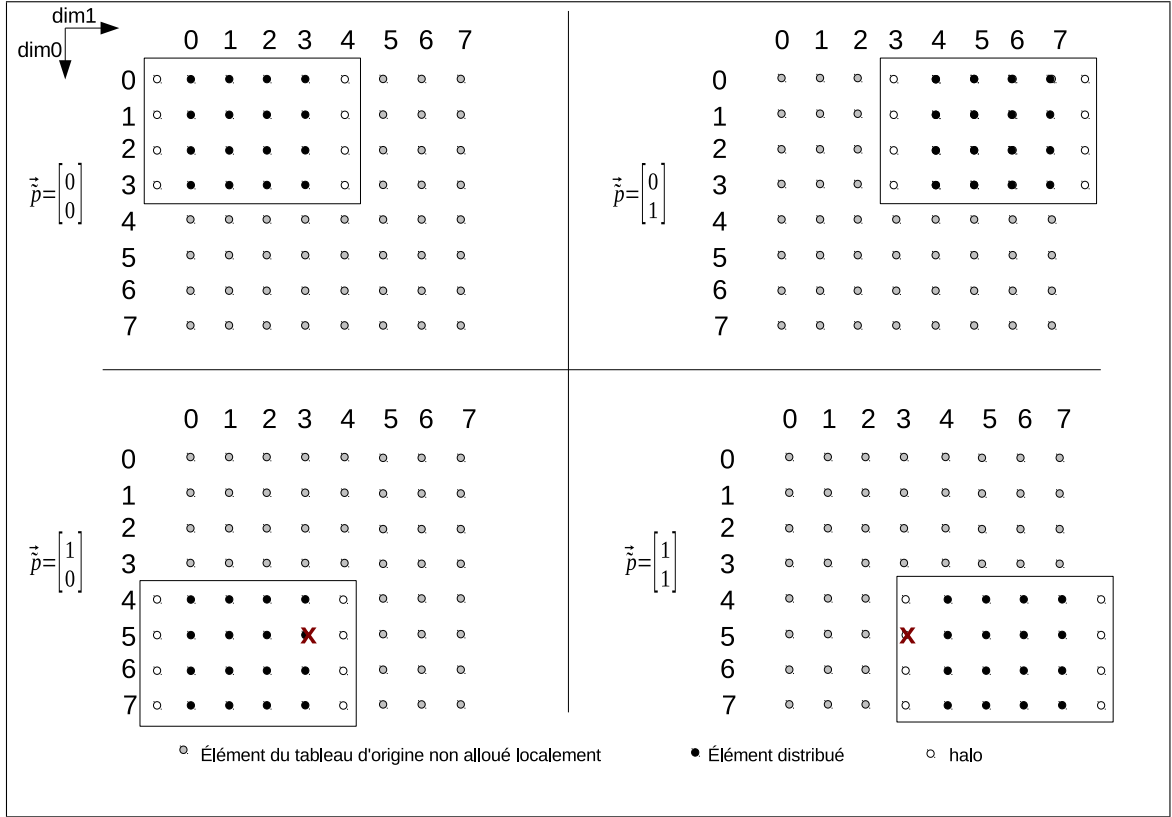 dim1
dim0
0 1 2 3 4 5 6 7
0
1
2
3
4
5
6
7
p⃗̃=[0 0]
0 1 2 3 4 5 6 7
0
1
2
3
4
5
6
7
p⃗̃=[0 1]
0 1 2 3 4 5 6 7
0
1
2
3
4
5
6
7
p⃗̃=[1 0]
X
0 1 2 3 4 5 6 7
0
1
2
3
4
5
6
7
p⃗̃=[1 1]
X
Élément du tableau d'origine non alloué localement
Élément distribué
halo